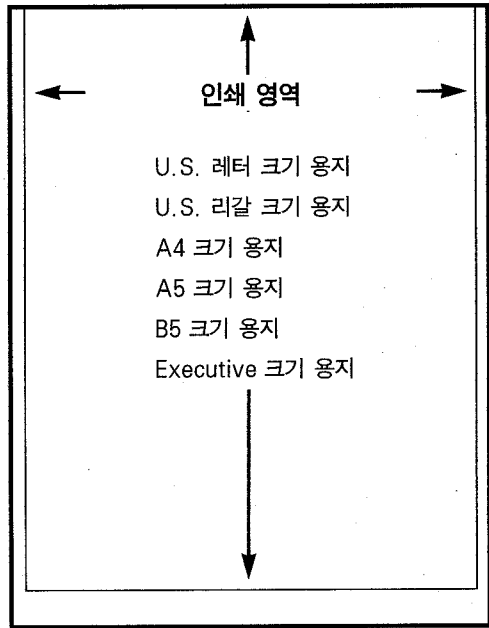 인쇄 영역
U.S. 레터 크기 용지
U.S. 리갈 크기 용지
A4 크기 용지
A5 크기 용지
B5 크기 용지
Executive 크기 용지